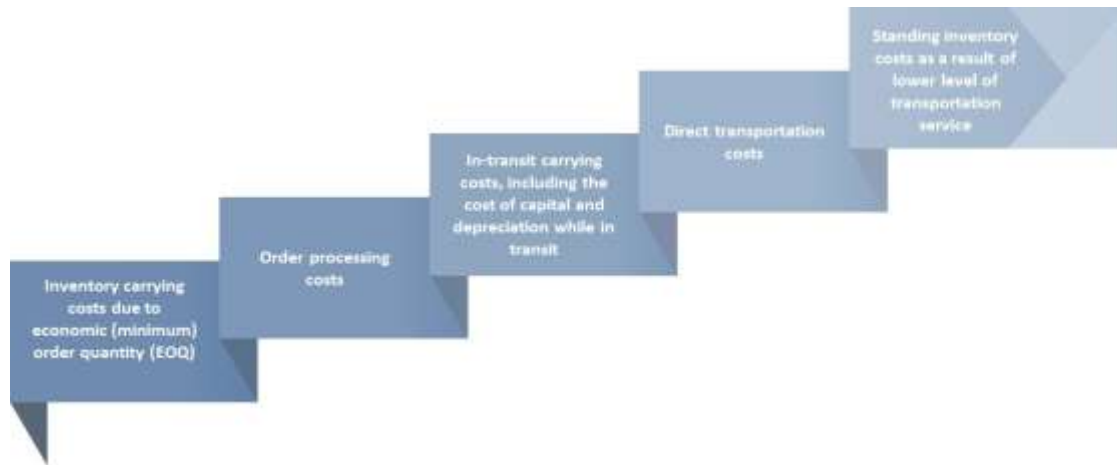 Inventory carrying
costs due to
economic (minimum)
order quantity (EOQ)
Order processing
costs
In-transit carrying
costs, including the
cost of capital and
depreciation while in
transit
Direct transportation
costs
Standing inventory
costs as a result of
lower level of
transportation
service